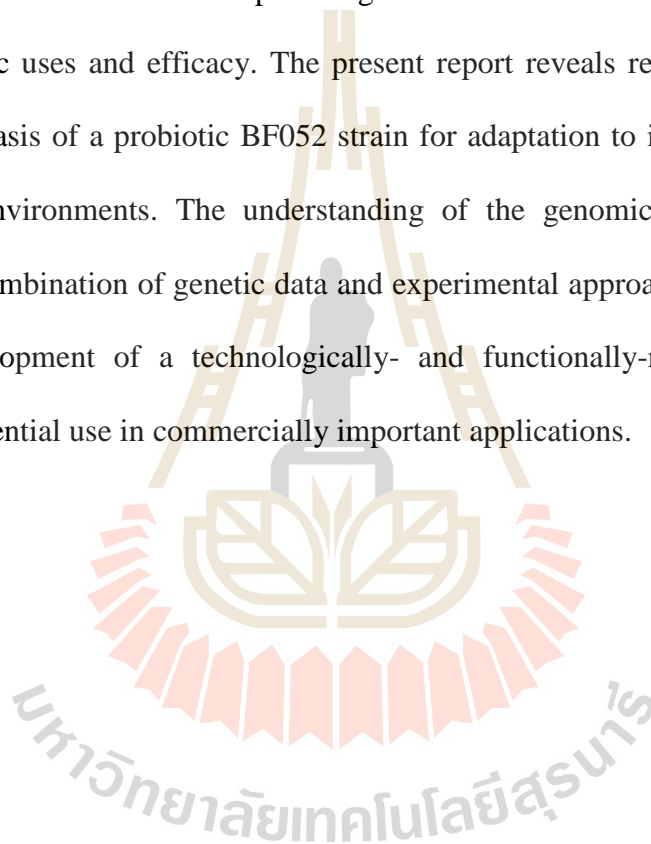 c uses and efficacy. The present report reveals re
asis of a probiotic BF052 strain for adaptation to i
nvironments. The understanding of the genomic
mbination of genetic data and experimental approa
lopment of a technologically- and functionally-r
ential use in commercially important applications.
มหาวิทยาลัยเทคโนโลยีสุรนารี